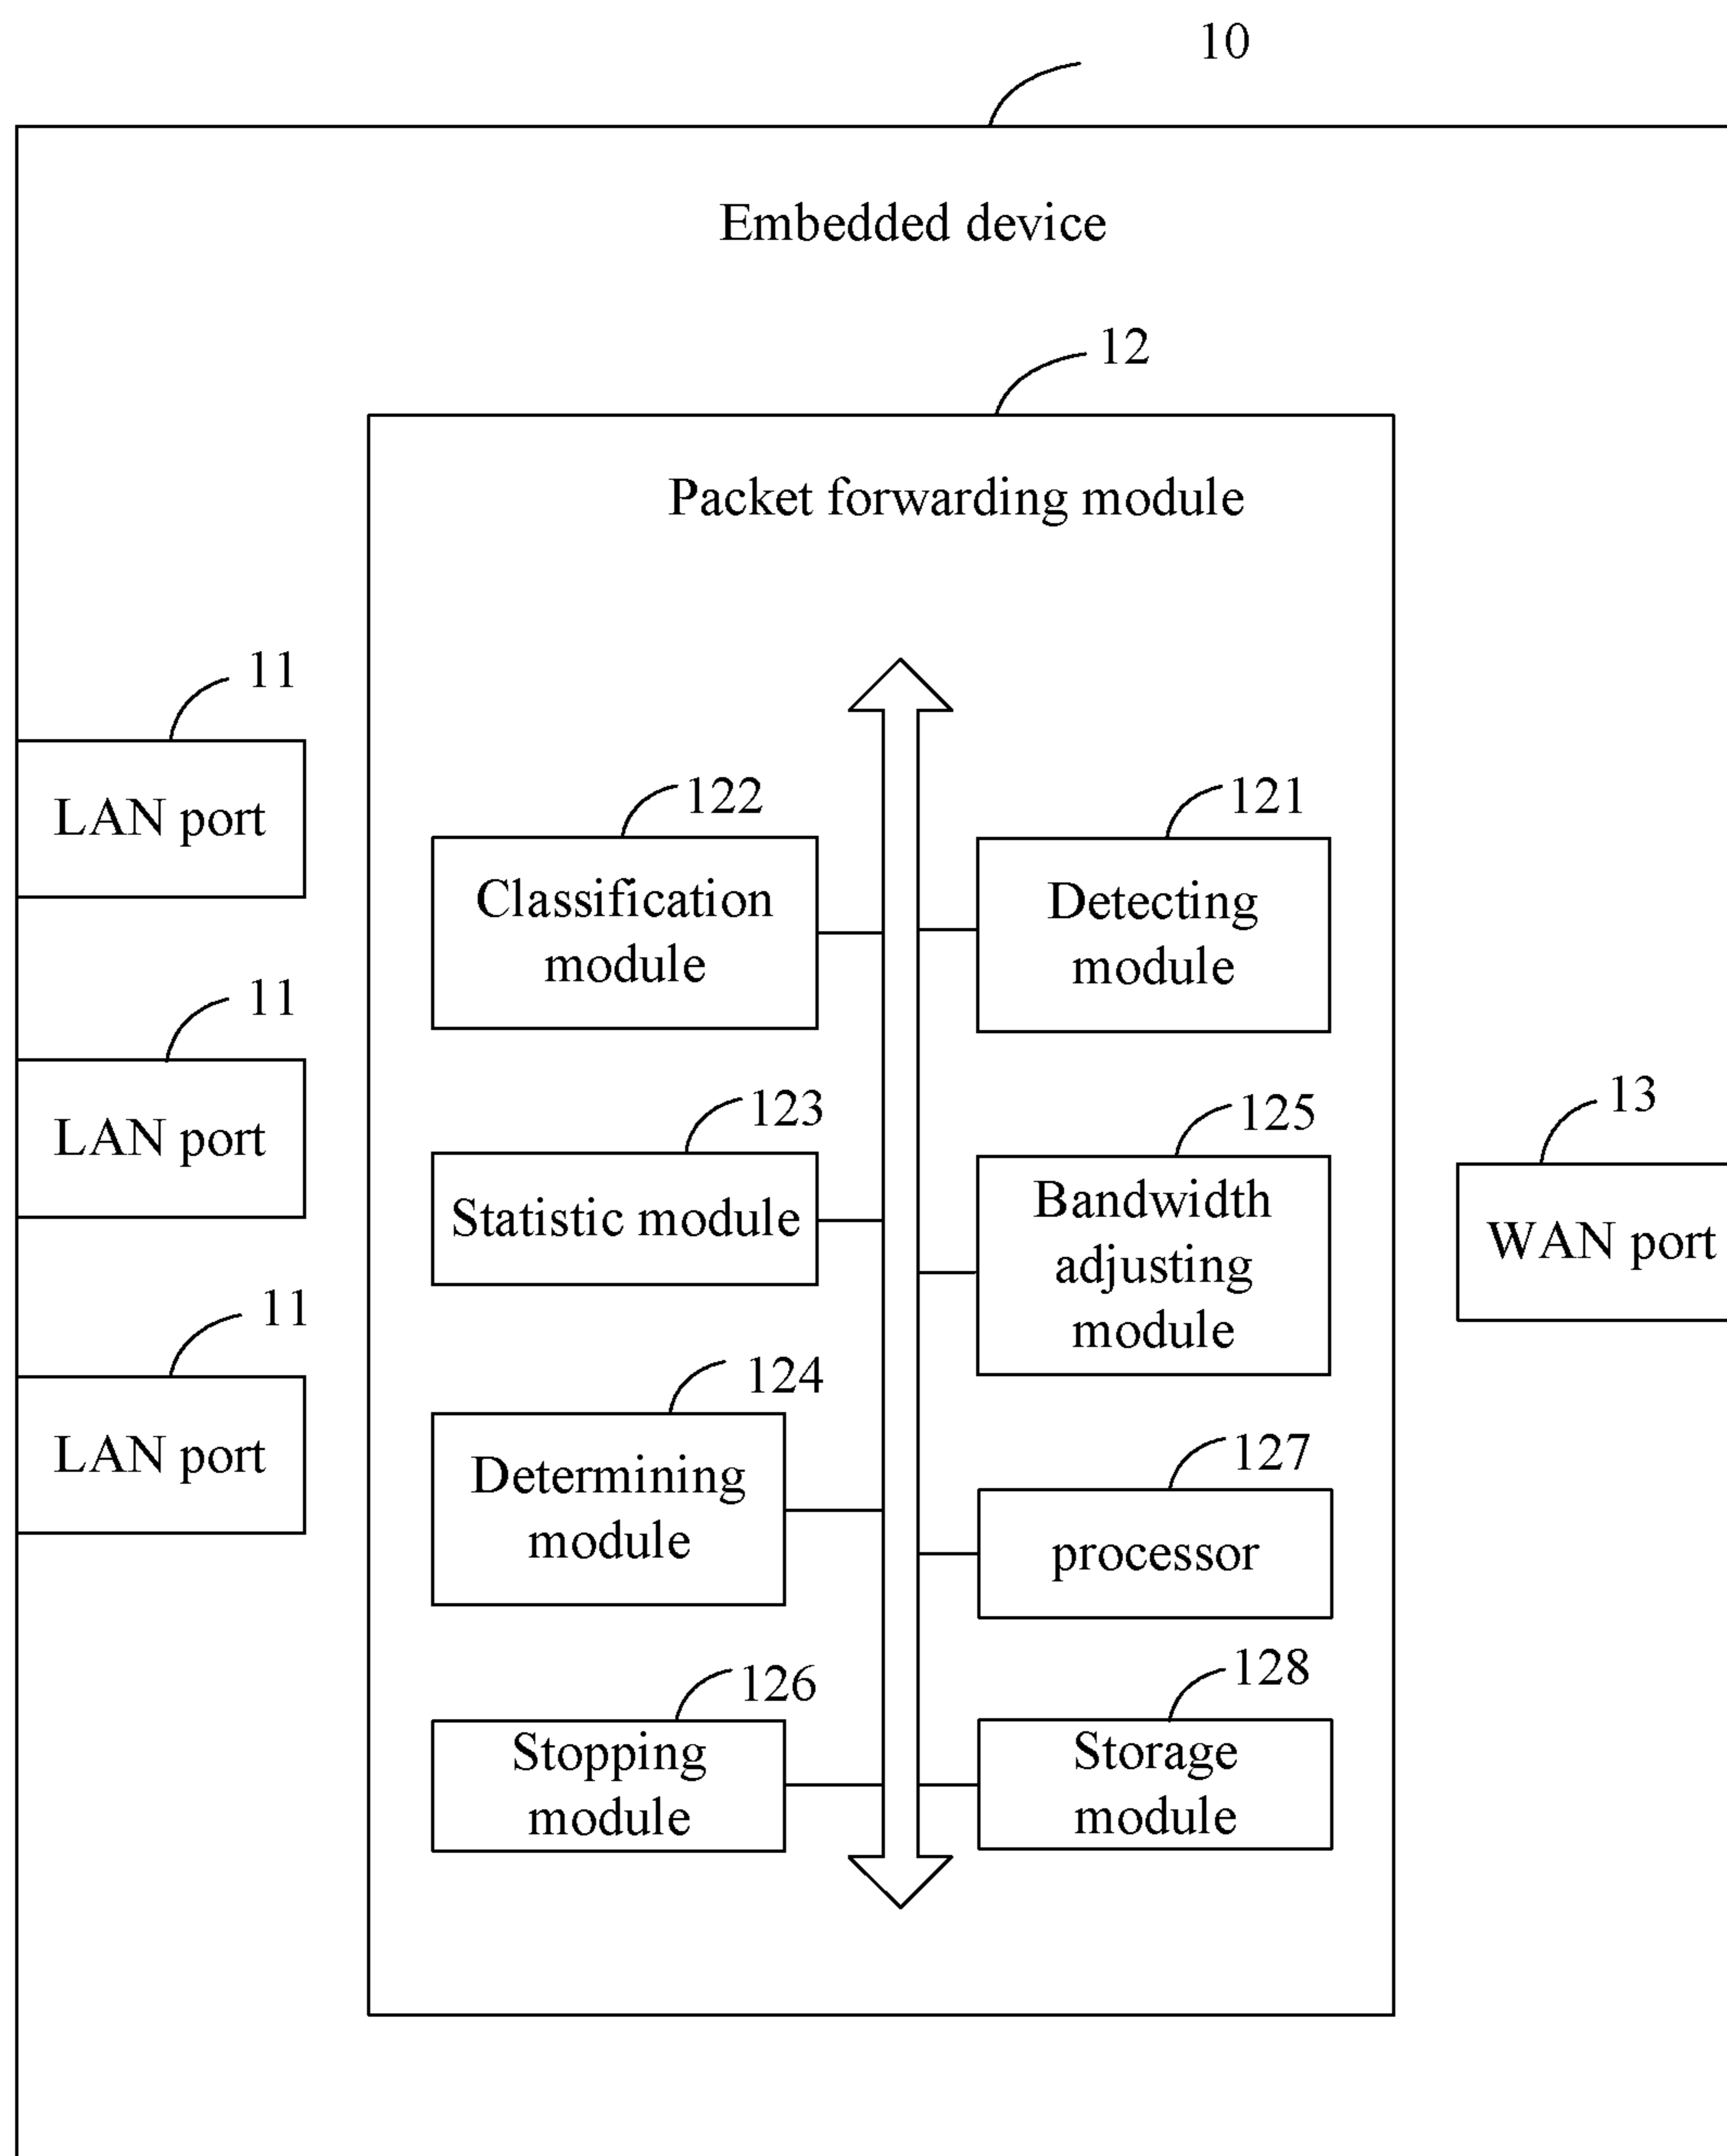 10
Embedded device
12
Packet forwarding module
11
LAN port
122
Classification
module
121
Detecting
module
11
LAN port
123
Statistic module
125
Bandwidth
adjusting
module
13
WAN port
11
LAN port
124
Determining
module
127
processor
126
Stopping
module
128
Storage
module